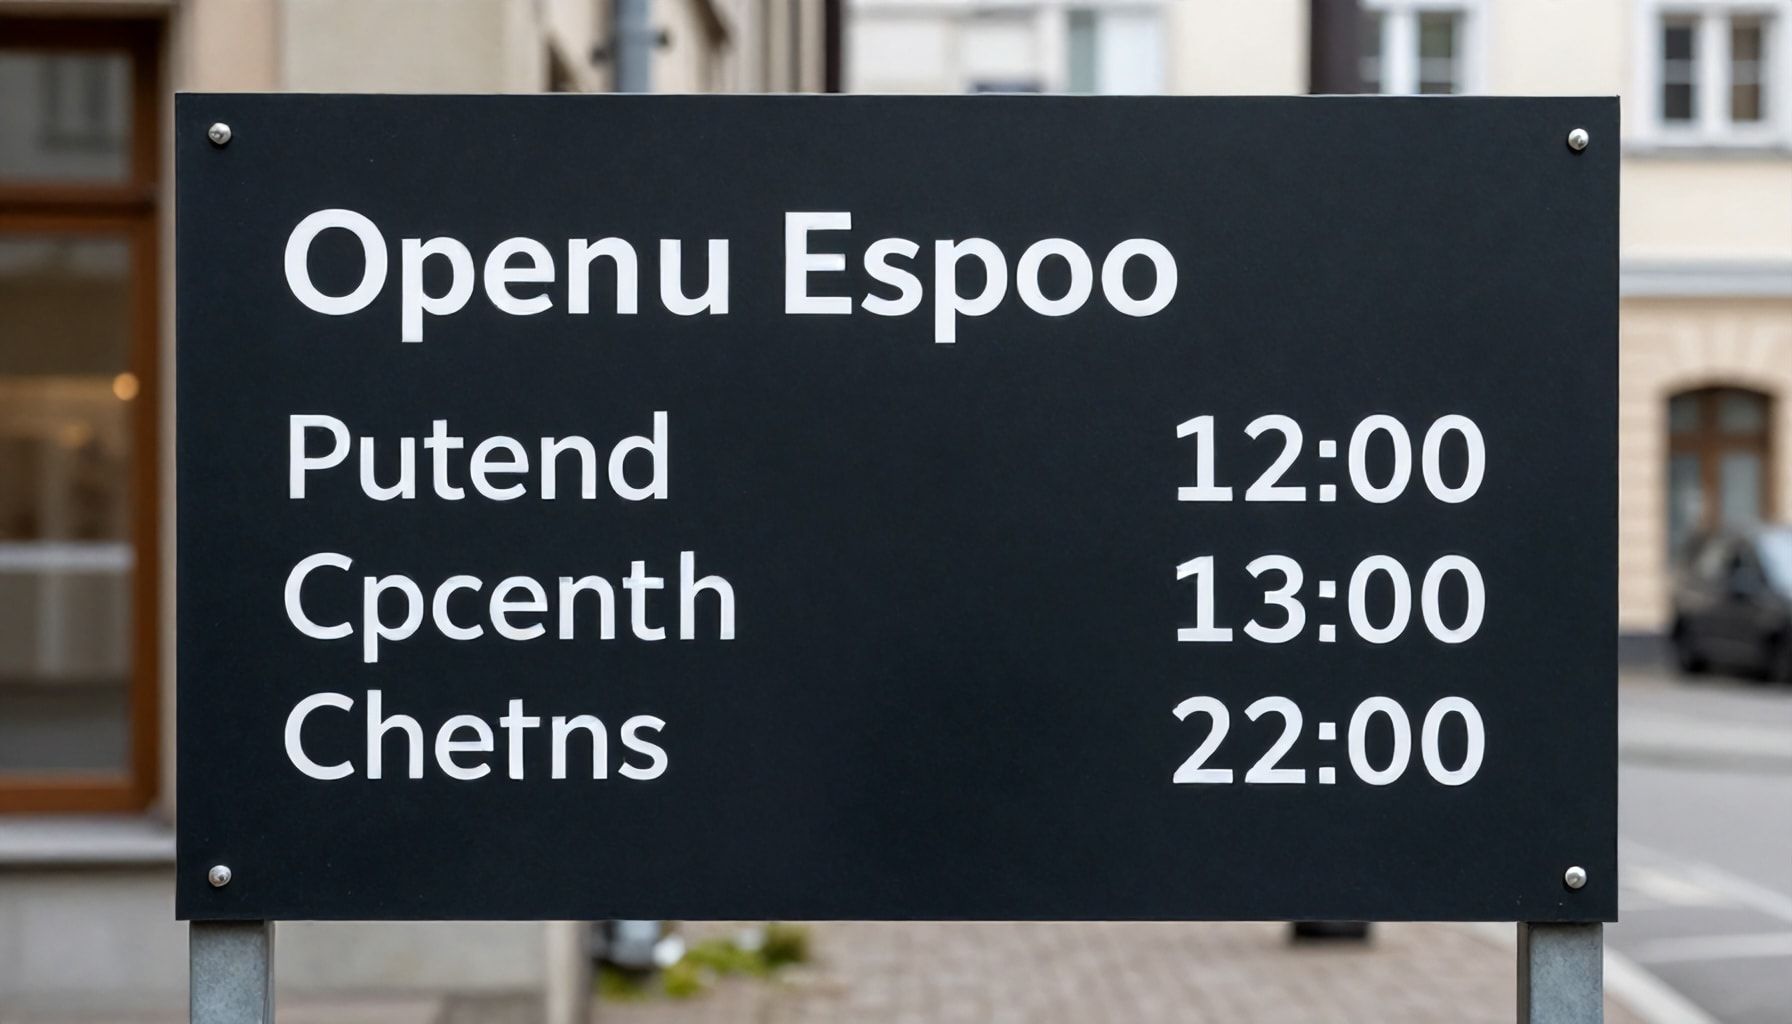 Openu Espoo
Putend 12:00
Cpcenth 13:00
Chetns 22:00